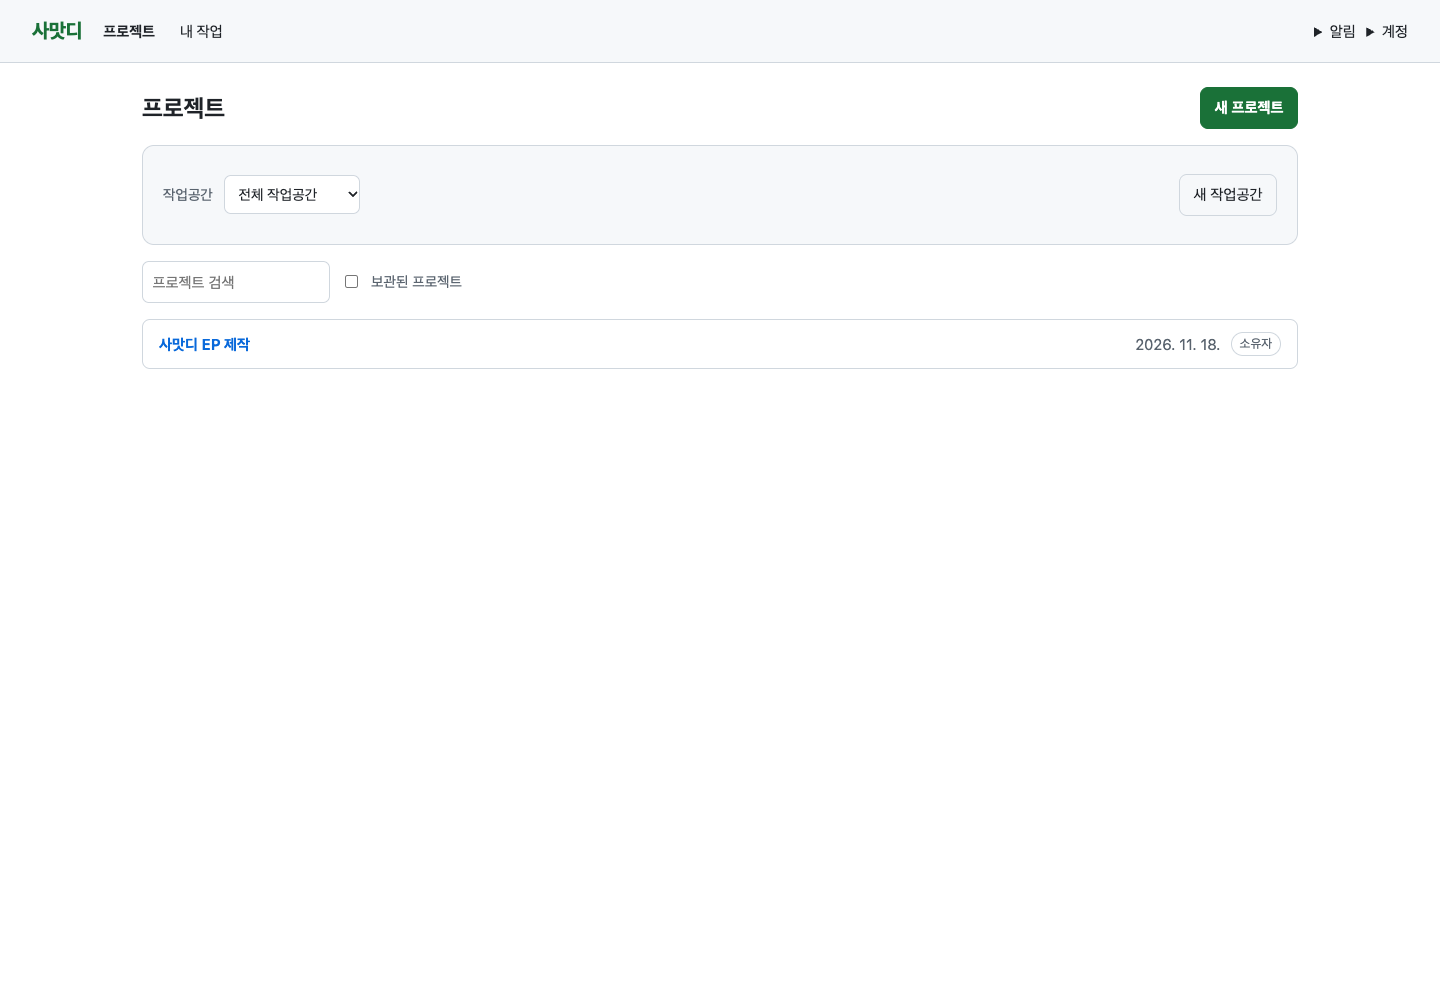 사맛디 프로젝트 내 작업 ▶ 알림 ▶ 계정
프로젝트 새 프로젝트
작업공간 전체 작업공간 새 작업공간
프로젝트 검색 보관된 프로젝트
사맛디 EP 제작 2026. 11. 18. 소유자